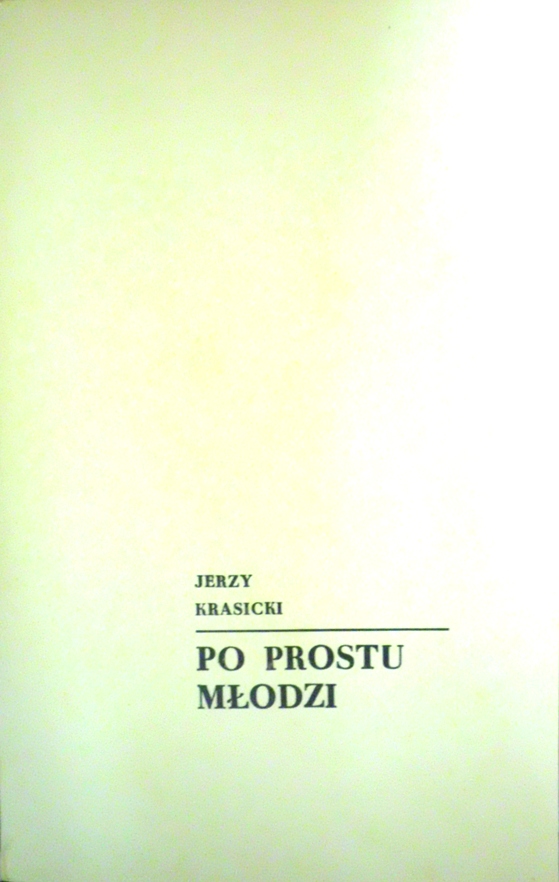 JERZY
KRASICKI
PO PROSTU
MŁODZI